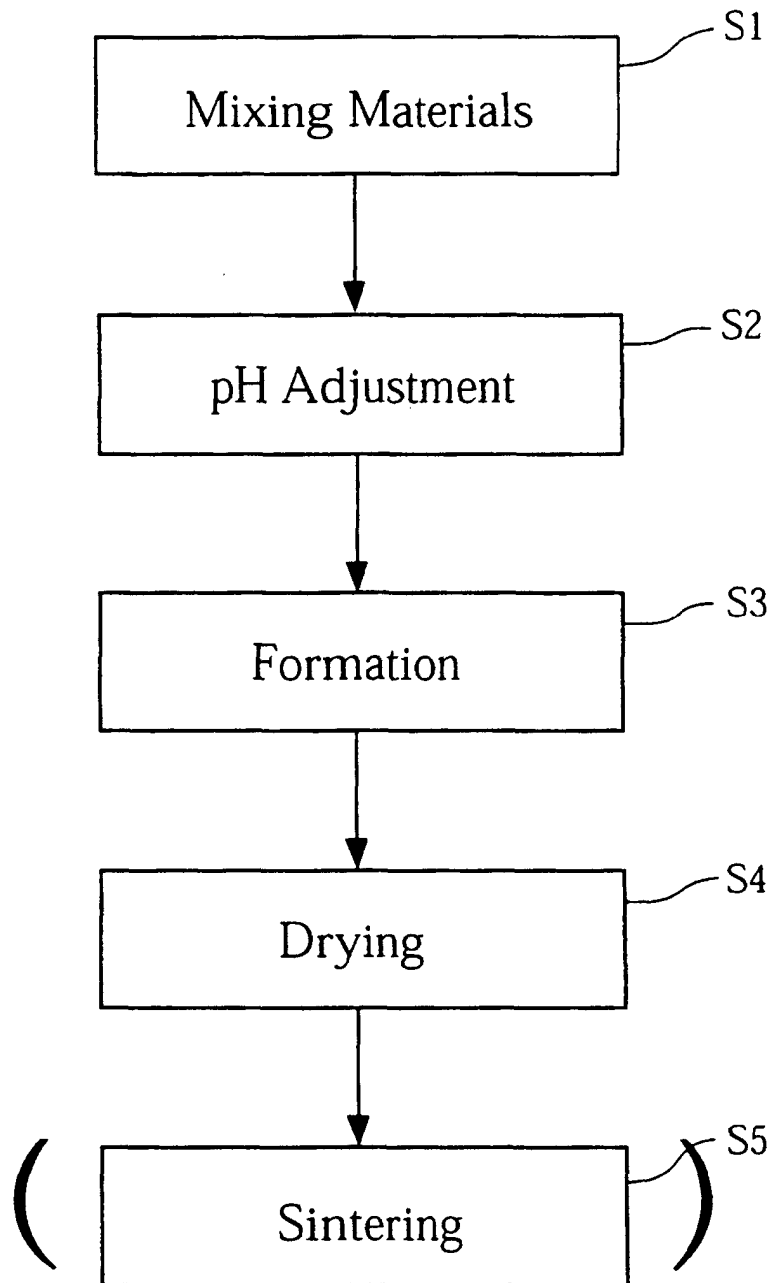 S1
Mixing Materials
S2
pH Adjustment
S3
Formation
S4
Drying
S5
( Sintering )